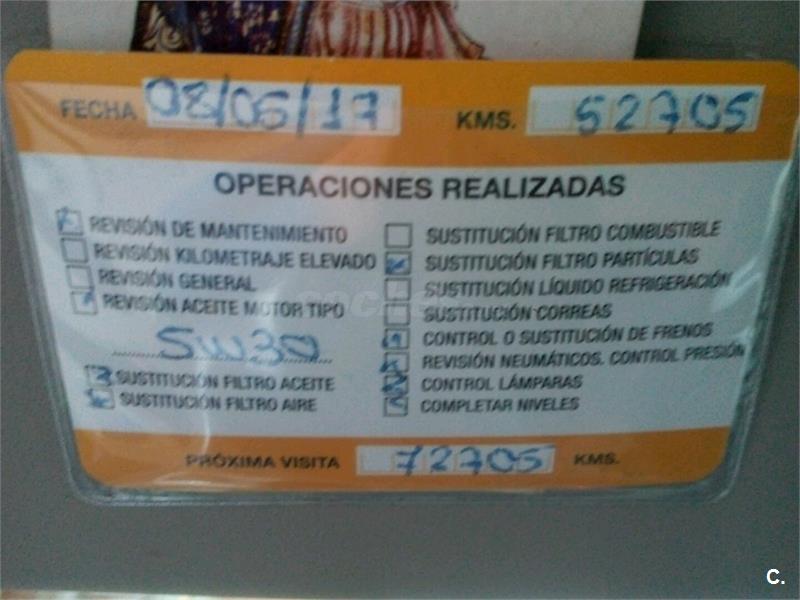 FECHA 08/05/17 KMS. 52705
OPERACIONES REALIZADAS
REVISIÓN DE MANTENIMIENTO
REVISIÓN KILOMETRAJE ELEVADO
REVISIÓN GENERAL
REVISIÓN ACEITE MOTOR TIPO
5W30
SUSTITUCIÓN FILTRO ACEITE
SUSTITUCIÓN FILTRO AIRE
SUSTITUCIÓN FILTRO COMBUSTIBLE
SUSTITUCIÓN FILTRO PARTÍCULAS
SUSTITUCIÓN LÍQUIDO REFRIGERACIÓN
SUSTITUCIÓN CORREAS
CONTROL O SUSTITUCIÓN DE FRENOS
REVISIÓN NEUMÁTICOS. CONTROL PRESIÓN
CONTROL LÁMPARAS
COMPLETAR NIVELES
PRÓXIMA VISITA 72705 KMS.
C.